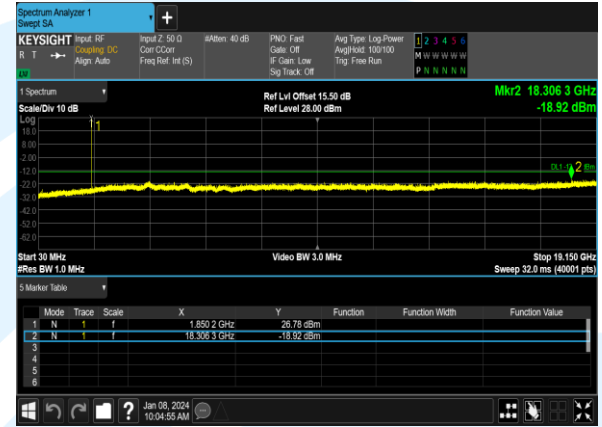 Spectrum Analyzer 1
Swept SA
KEYSIGHT Input: RF Input Z: 50 Ω #Atten: 40 dB PNO: Fast Avg Type: Log-Power 1 2 3 4 5 6
R T Coupling: DC Corr CCorr Gate: Off Avg|Hold: 100/100 M W W W W W
Align: Auto Freq Ref: Int (S) IF Gain: Low Trig: Free Run P N N N N N
Sig Track: Off
1 Spectrum Ref Lvl Offset 15.50 dB Mkr2 18.306 3 GHz
Scale/Div 10 dB Ref Level 28.00 dBm -18.92 dBm
Log
18.0 1
8.00
-2.00
-12.0 2
-22.0
-32.0
-42.0
-52.0
-62.0
Start 30 MHz Video BW 3.0 MHz Stop 19.150 GHz
#Res BW 1.0 MHz Sweep 32.0 ms (40001 pts)
5 Marker Table
Mode Trace Scale X Y Function Function Width Function Value
1 N 1 f 1.850 2 GHz 26.78 dBm
2 N 1 f 18.306 3 GHz -18.92 dBm
3
4
5
6
? Jan 08, 2024
10:04:55 AM